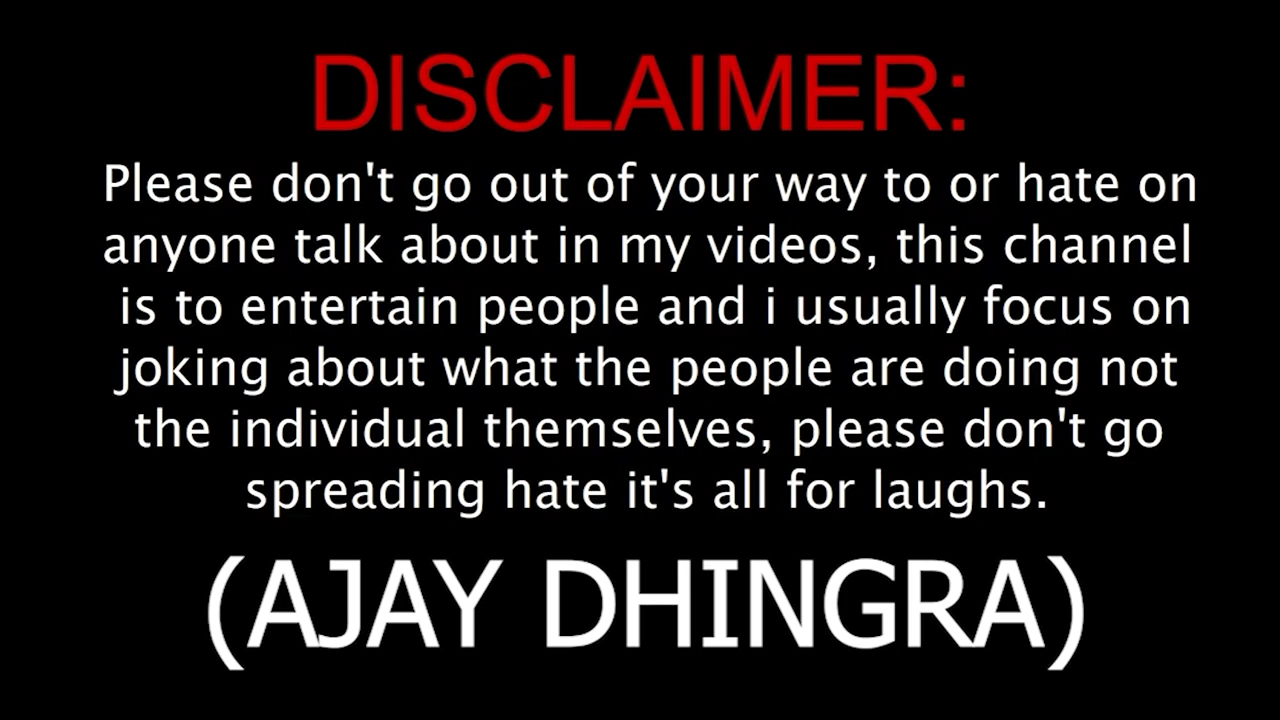 DISCLAIMER:
Please don't go out of your way to or hate on
anyone talk about in my videos, this channel
is to entertain people and i usually focus on
joking about what the people are doing not
the individual themselves, please don't go
spreading hate it's all for laughs.
(AJAY DHINGRA)